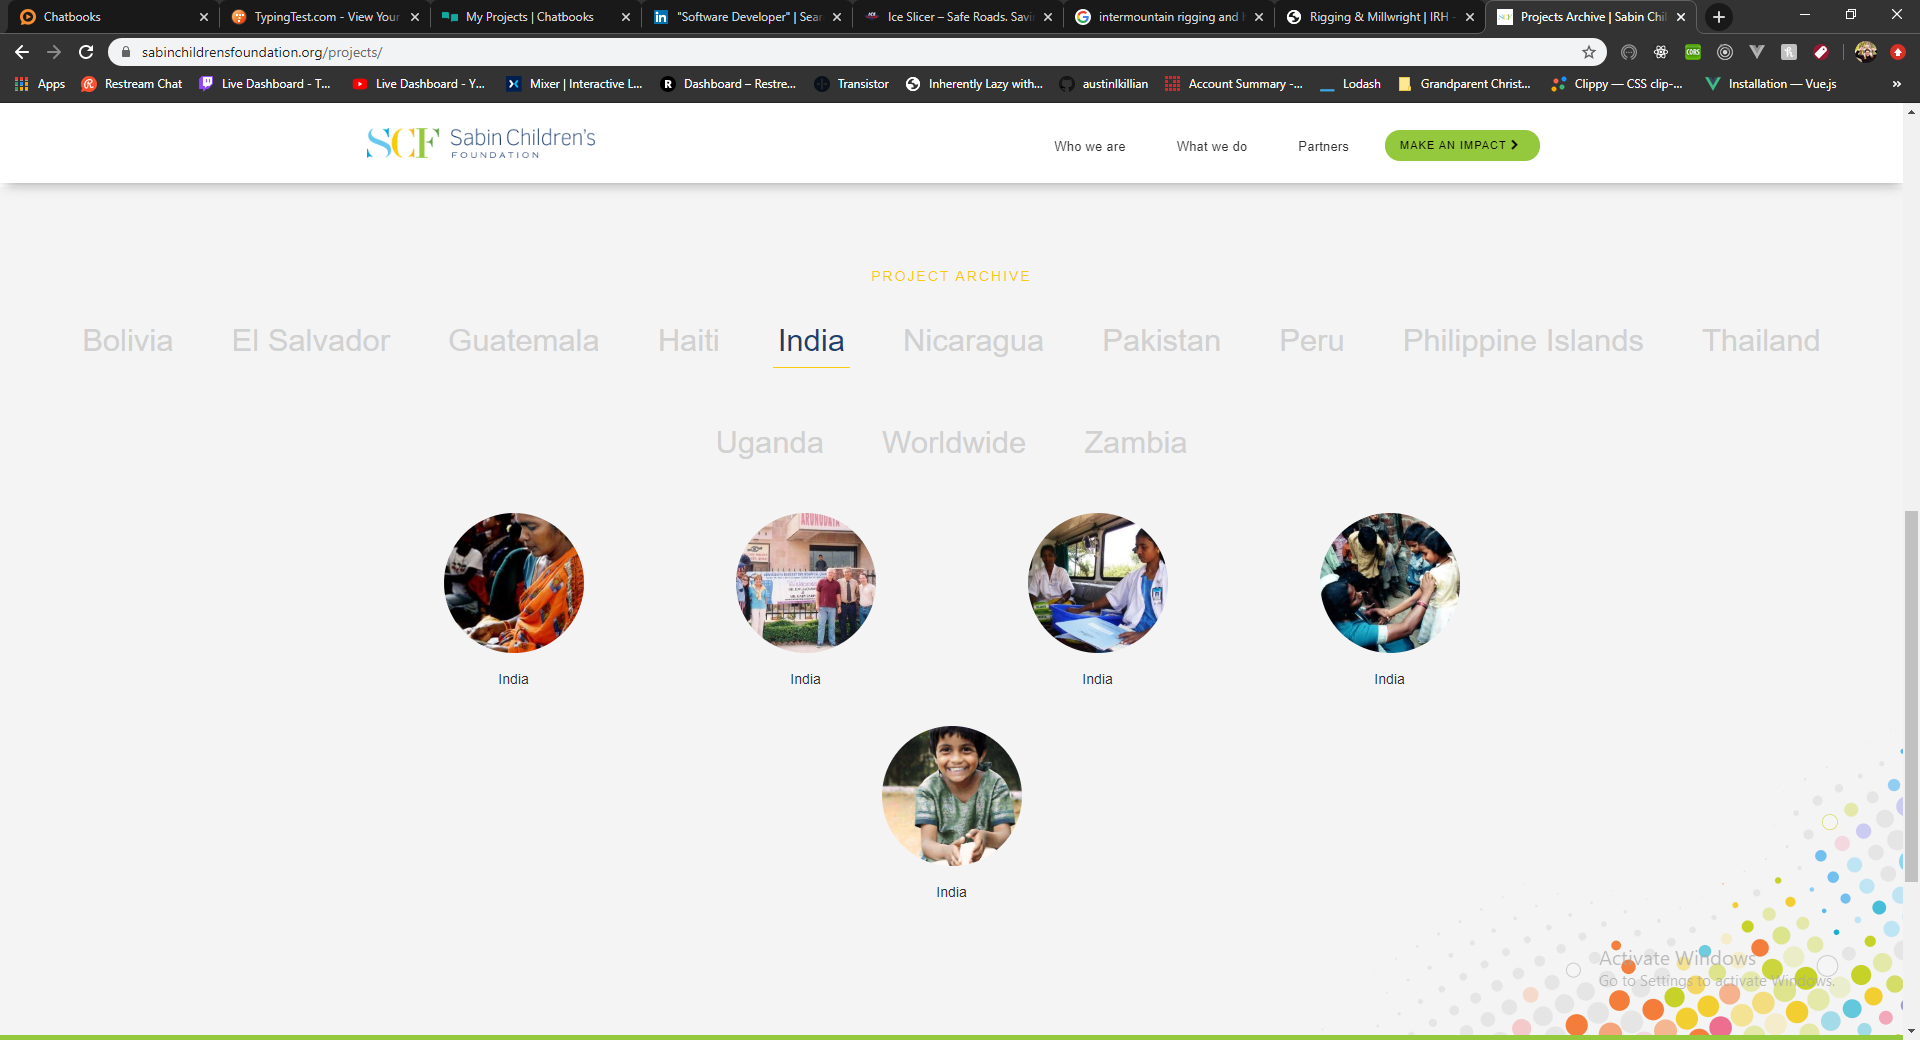 Chatbooks
TypingTest.com - View Your
My Projects | Chatbooks
"Software Developer" | Sear
Ice Slicer – Safe Roads. Savi
intermountain rigging and h
Rigging & Millwright | IRH -
Projects Archive | Sabin Chil
sabinchildrensfoundation.org/projects/
Apps
Restream Chat
Live Dashboard - T...
Live Dashboard - Y...
Mixer | Interactive L...
Dashboard – Restre...
Transistor
Inherently Lazy with...
austinlkillian
Account Summary -...
Lodash
Grandparent Christ...
Clippy — CSS clip-...
Installation — Vue.js
SCF Sabin Children's
FOUNDATION
Who we are
What we do
Partners
MAKE AN IMPACT
PROJECT ARCHIVE
Bolivia El Salvador Guatemala Haiti India Nicaragua Pakistan Peru Philippine Islands Thailand
Uganda Worldwide Zambia
India India India India
India
Activate Windows
Go to Settings to activate Windows.